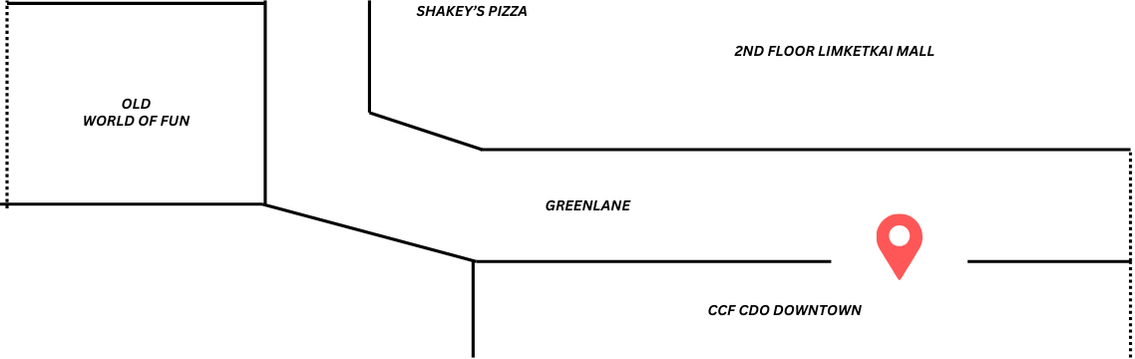 SHAKEY'S PIZZA
2ND FLOOR LIMKETKAI MALL
OLD
WORLD OF FUN
GREENLANE
CCF CDO DOWNTOWN